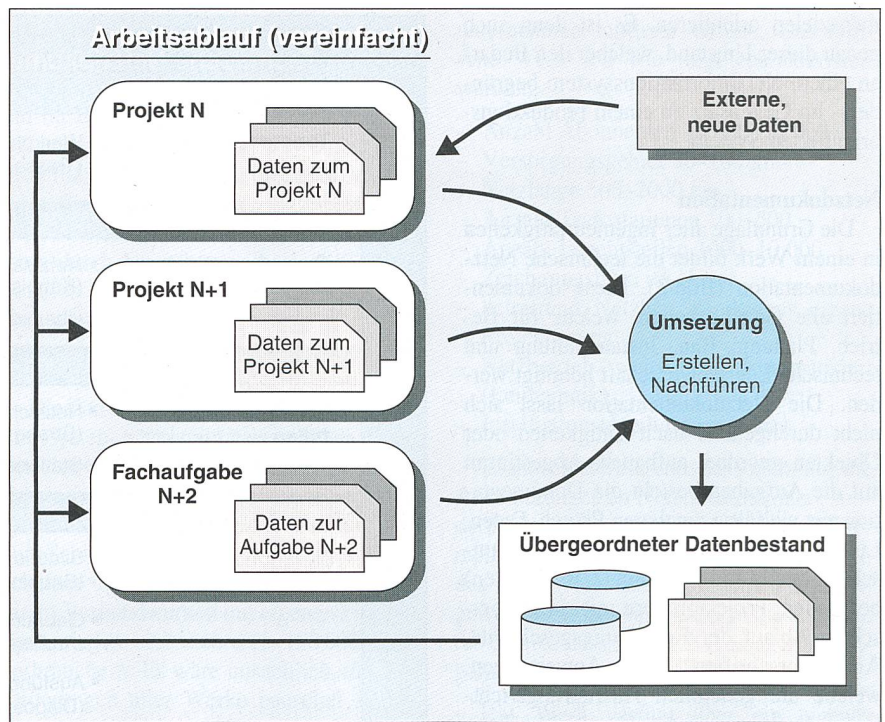 Arbeitsablauf (vereinfacht)
Projekt N
Daten zum
Projekt N
Externe,
neue Daten
Projekt N+1
Daten zum
Projekt N+1
Umsetzung
Erstellen,
Nachführen
Fachaufgabe
N+2
Daten zur
Aufgabe N+2
Übergeordneter Datenbestand